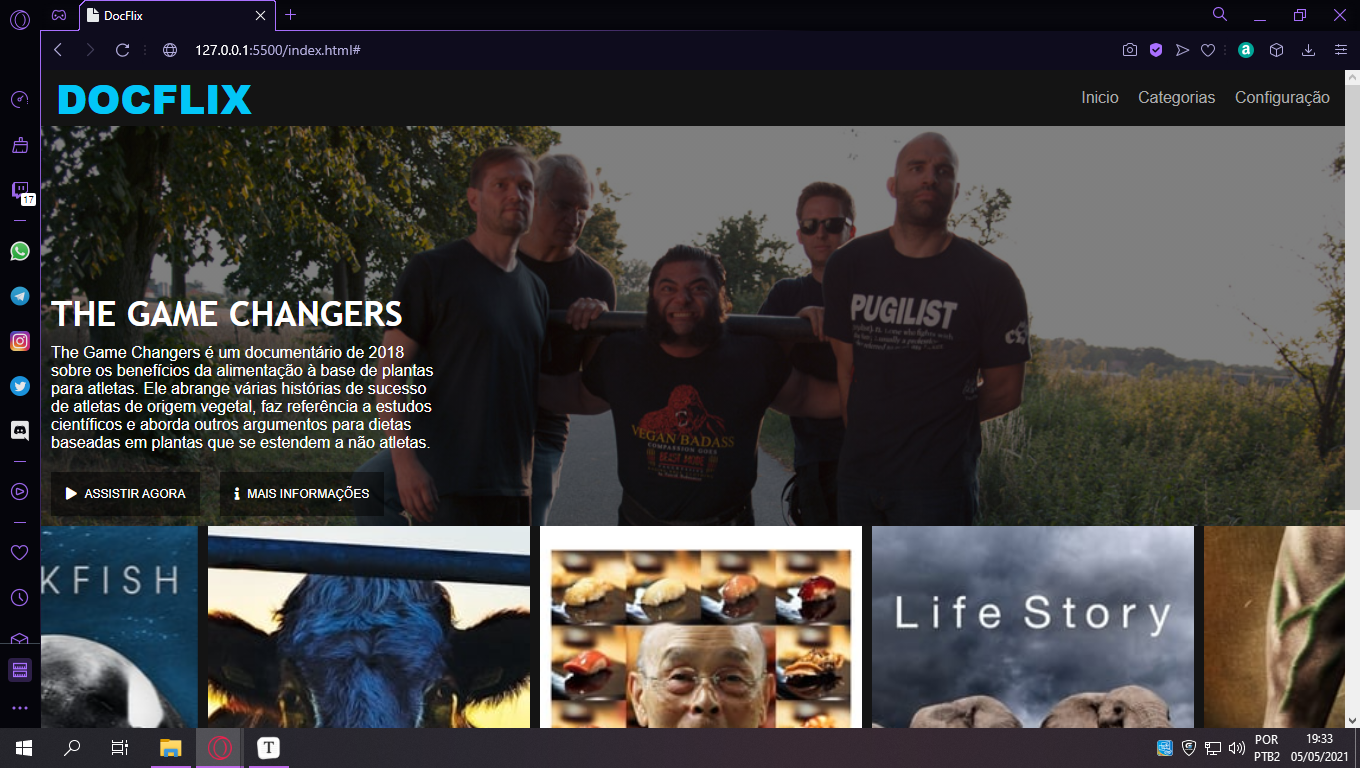 DocFlix
127.0.0.1:5500/index.html#
DOCFLIX
Inicio Categorias Configuração
PUGILIST
THE GAME CHANGERS
The Game Changers é um documentário de 2018
sobre os benefícios da alimentação à base de plantas
para atletas. Ele abrange várias histórias de sucesso
de atletas de origem vegetal, faz referência a estudos
científicos e aborda outros argumentos para dietas
baseadas em plantas que se estendem a não atletas.
VEGAN BADASS
COMPASSION GOES
ASSISTIR AGORA
MAIS INFORMAÇÕES
KFISH
Life Story
17
a
T
POR
PTB2
19:33
05/05/2021